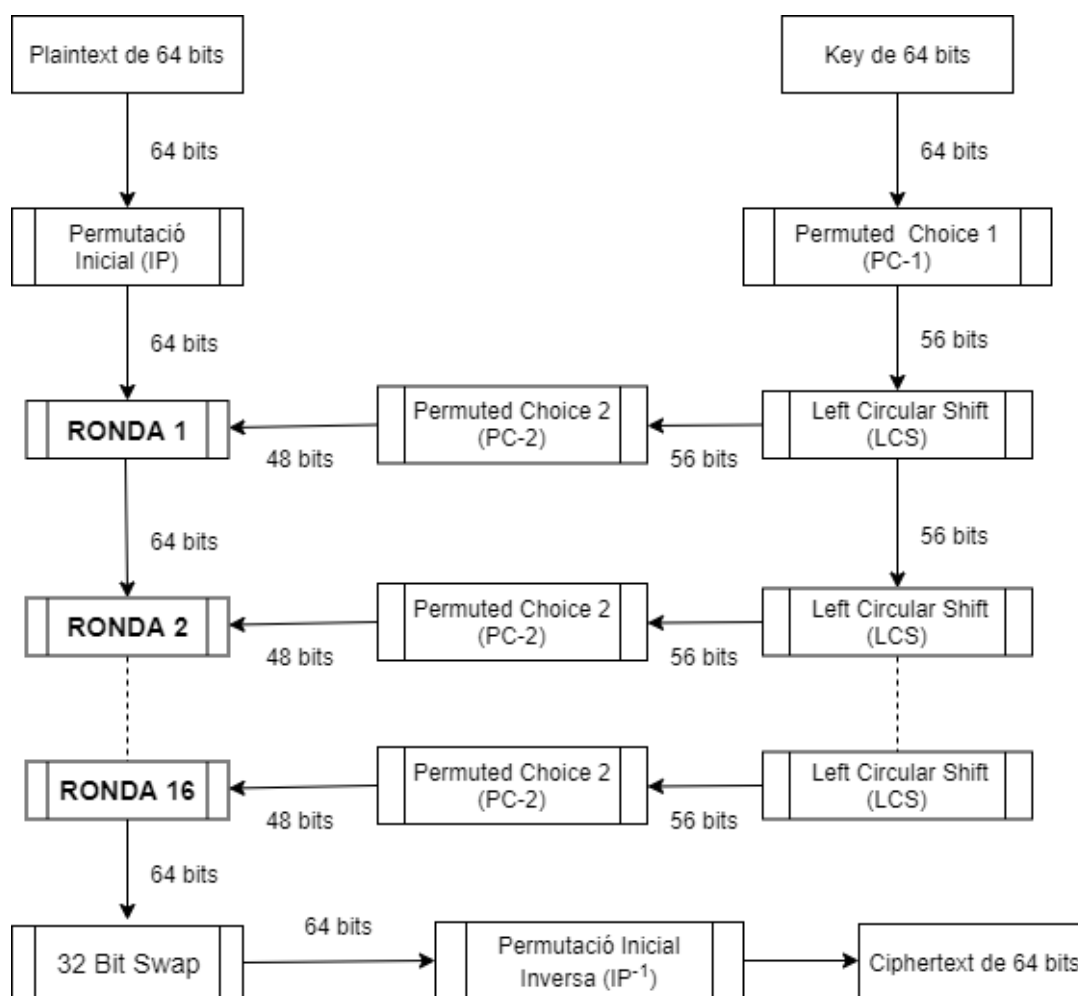 Plaintext de 64 bits
Key de 64 bits
64 bits
64 bits
Permutació
Inicial (IP)
Permuted Choice 1
(PC-1)
64 bits
56 bits
RONDA 1
Permuted Choice 2
(PC-2)
Left Circular Shift
(LCS)
48 bits
56 bits
64 bits
56 bits
RONDA 2
Permuted Choice 2
(PC-2)
Left Circular Shift
(LCS)
48 bits
56 bits
RONDA 16
Permuted Choice 2
(PC-2)
Left Circular Shift
(LCS)
48 bits
56 bits
64 bits
64 bits
32 Bit Swap
Permutació Inicial
Inversa (IP⁻¹)
Ciphertext de 64 bits